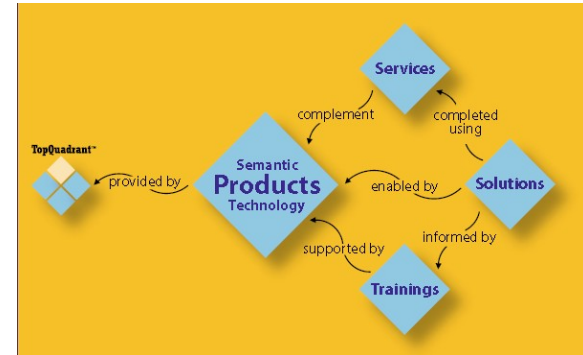 Services
complement
completed
using
TopQuadrant™
provided by
Semantic
Products
Technology
enabled by
Solutions
supported by
informed by
Trainings